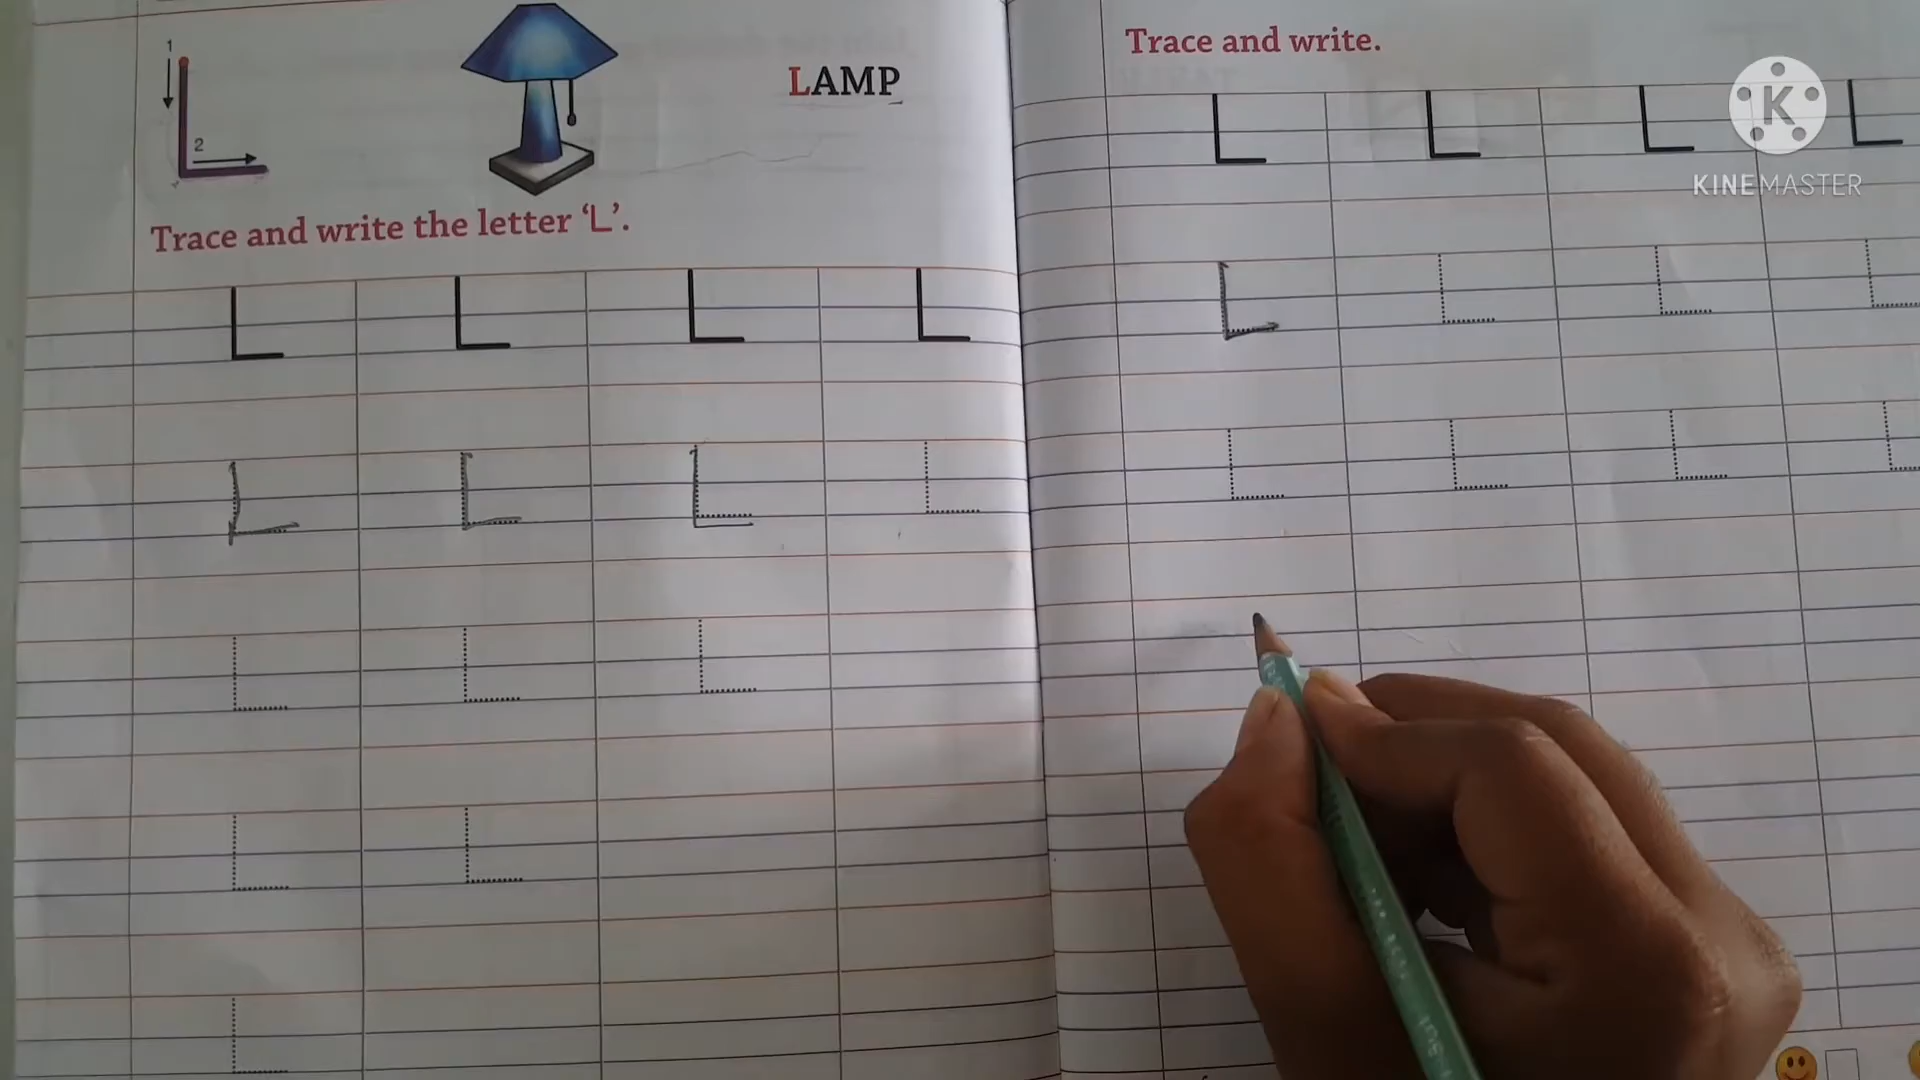 1
2
LAMP
Trace and write the letter ‘L’.
L L L L
L L L L
L L L
L L
L
Trace and write.
L L L L
L L L L
L L L L
K
KINEMASTER